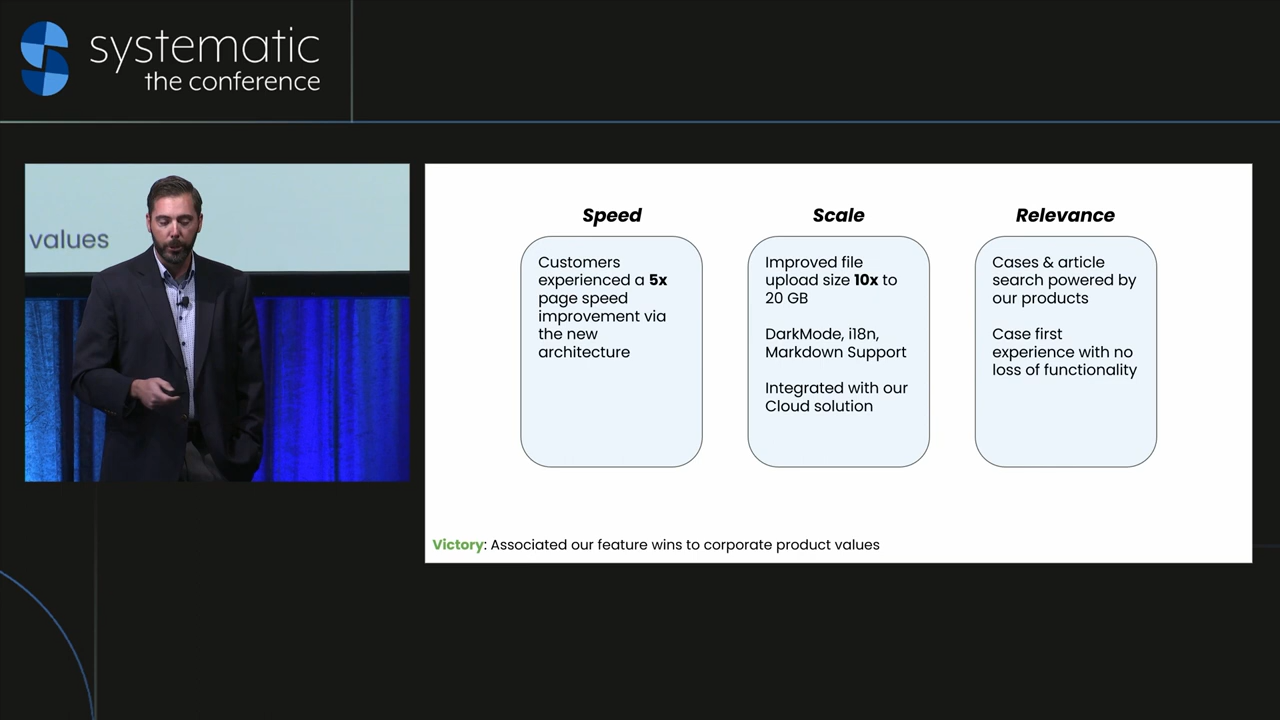 systematic
the conference
values
Speed
Customers
experienced a 5x
page speed
improvement via
the new
architecture
Scale
Improved file
upload size 10x to
20 GB
DarkMode, i18n,
Markdown Support
Integrated with our
Cloud solution
Relevance
Cases & article
search powered by
our products
Case first
experience with no
loss of functionality
Victory: Associated our feature wins to corporate product values